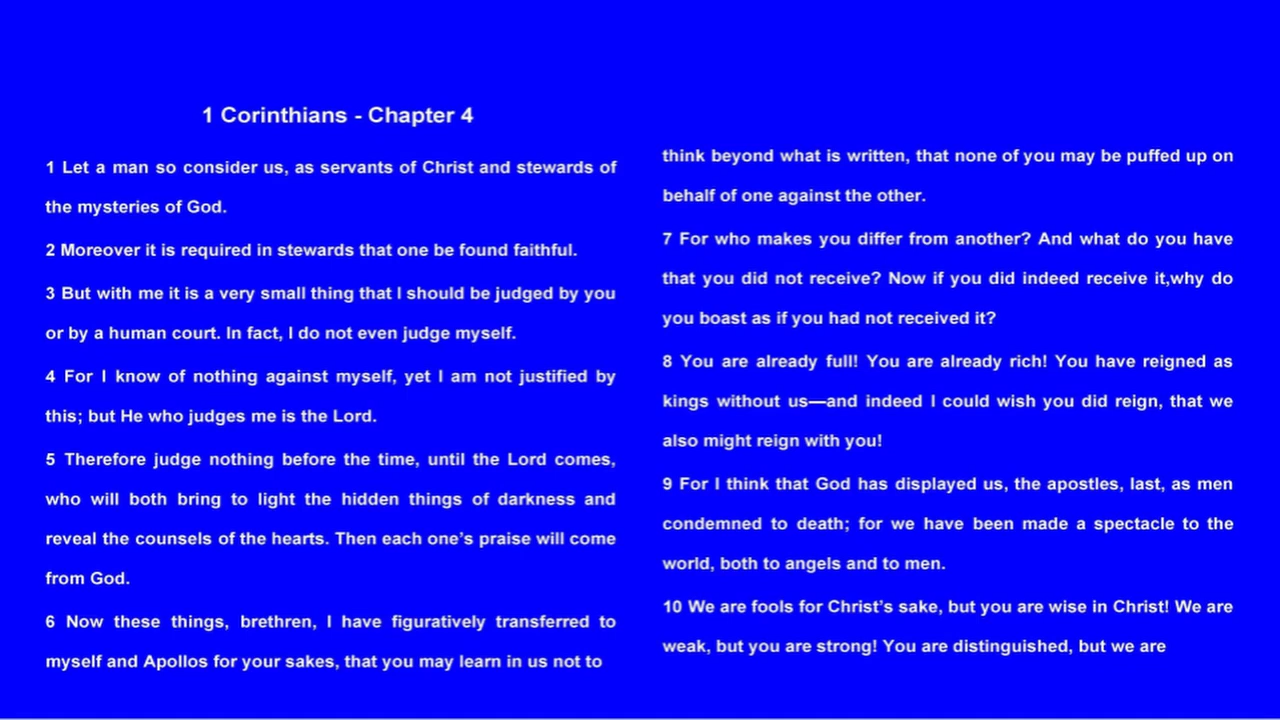 1 Corinthians - Chapter 4
1 Let a man so consider us, as servants of Christ and stewards of
the mysteries of God.
2 Moreover it is required in stewards that one be found faithful.
3 But with me it is a very small thing that I should be judged by you
or by a human court. In fact, I do not even judge myself.
4 For I know of nothing against myself, yet I am not justified by
this; but He who judges me is the Lord.
5 Therefore judge nothing before the time, until the Lord comes,
who will both bring to light the hidden things of darkness and
reveal the counsels of the hearts. Then each one’s praise will come
from God.
6 Now these things, brethren, I have figuratively transferred to
myself and Apollos for your sakes, that you may learn in us not to
think beyond what is written, that none of you may be puffed up on
behalf of one against the other.
7 For who makes you differ from another? And what do you have
that you did not receive? Now if you did indeed receive it,why do
you boast as if you had not received it?
8 You are already full! You are already rich! You have reigned as
kings without us—and indeed I could wish you did reign, that we
also might reign with you!
9 For I think that God has displayed us, the apostles, last, as men
condemned to death; for we have been made a spectacle to the
world, both to angels and to men.
10 We are fools for Christ’s sake, but you are wise in Christ! We are
weak, but you are strong! You are distinguished, but we are